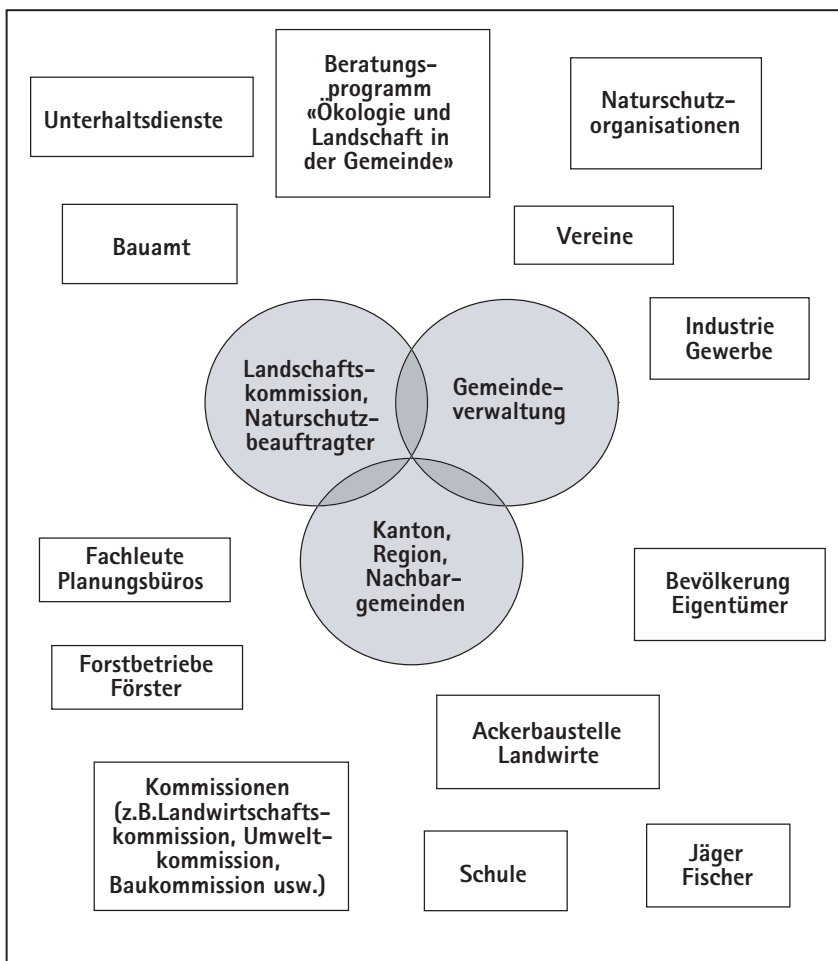 Unterhaltsdienste
Beratungs-
programm
«Ökologie und
Landschaft in
der Gemeinde»
Naturschutz-
organisationen
Bauamt
Vereine
Industrie
Gewerbe
Landschafts-
kommission,
Naturschutz-
beauftragter
Gemeinde-
verwaltung
Kanton,
Region,
Nachbar-
gemeinden
Fachleute
Planungsbüros
Bevölkerung
Eigentümer
Forstbetriebe
Förster
Ackerbaustelle
Landwirte
Kommissionen
(z.B.Landwirtschafts-
kommission, Umwelt-
kommission,
Baukommission usw.)
Schule
Jäger
Fischer